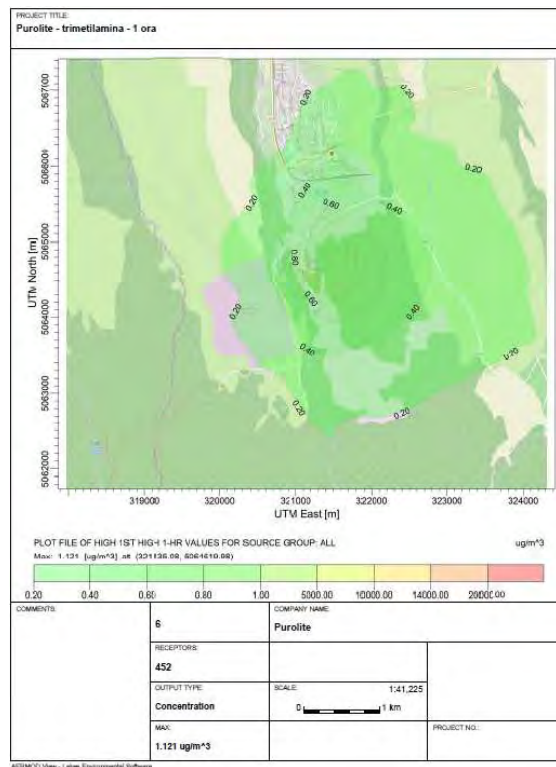 PROJECT TITLE:
Purolite - trimetilamina - 1 ora
UTM North [m]
5067000
5066000
5065000
5064000
5063000
5062000
0.20
0.20
0.20
0.40
0.60
0.40
0.80
0.60
0.20
0.40
0.40
0.20
0.20
0.20
319000 320000 321000 322000 323000 324000
UTM East [m]
PLOT FILE OF HIGH 1ST HIGH 1-HR VALUES FOR SOURCE GROUP: ALL
ug/m^3
Max: 1.121 [ug/m^3] at
0.20 0.40 0.60 0.80 1.00 5000.00 10000.00 14000.00 20000.00
COMMENTS:
6
COMPANY NAME:
Purolite
RECEPTORS:
452
OUTPUT TYPE:
Concentration
SCALE:
1:41,225
0 1 km
MAX:
1.121 ug/m^3
PROJECT NO.:
AERMOD View - Lakes Environmental Software